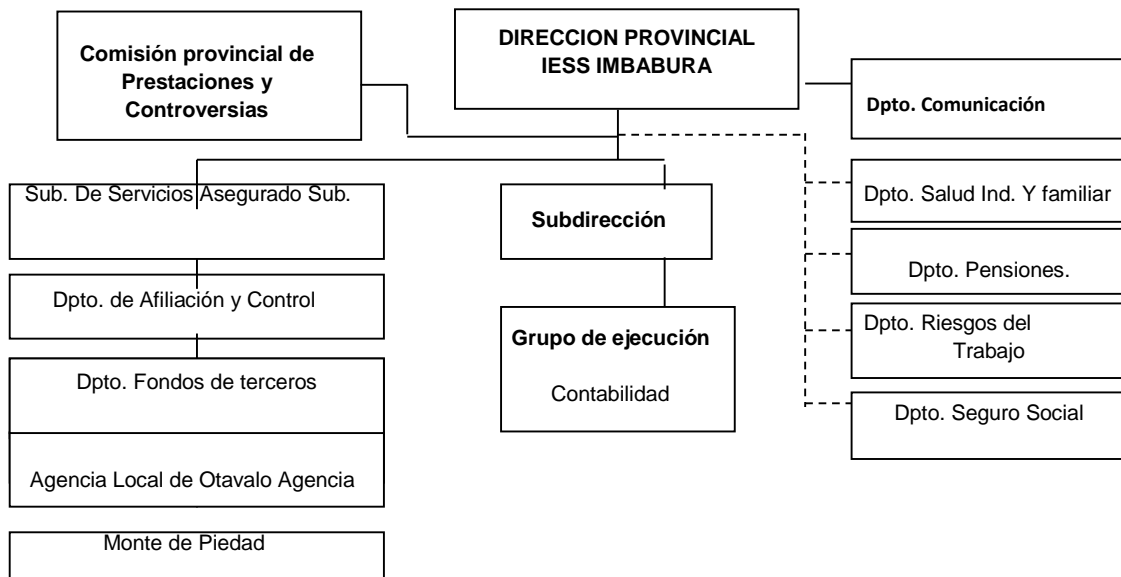 Comisión provincial de
Prestaciones y
Controversias
DIRECCION PROVINCIAL
IESS IMBABURA
Dpto. Comunicación
Sub. De Servicios Asegurado Sub.
Subdirección
Dpto. Salud Ind. Y familiar
Dpto. Pensiones.
Dpto. de Afiliación y Control
Grupo de ejecución
Contabilidad
Dpto. Riesgos del
Trabajo
Dpto. Fondos de terceros
Dpto. Seguro Social
Agencia Local de Otavalo Agencia
Monte de Piedad